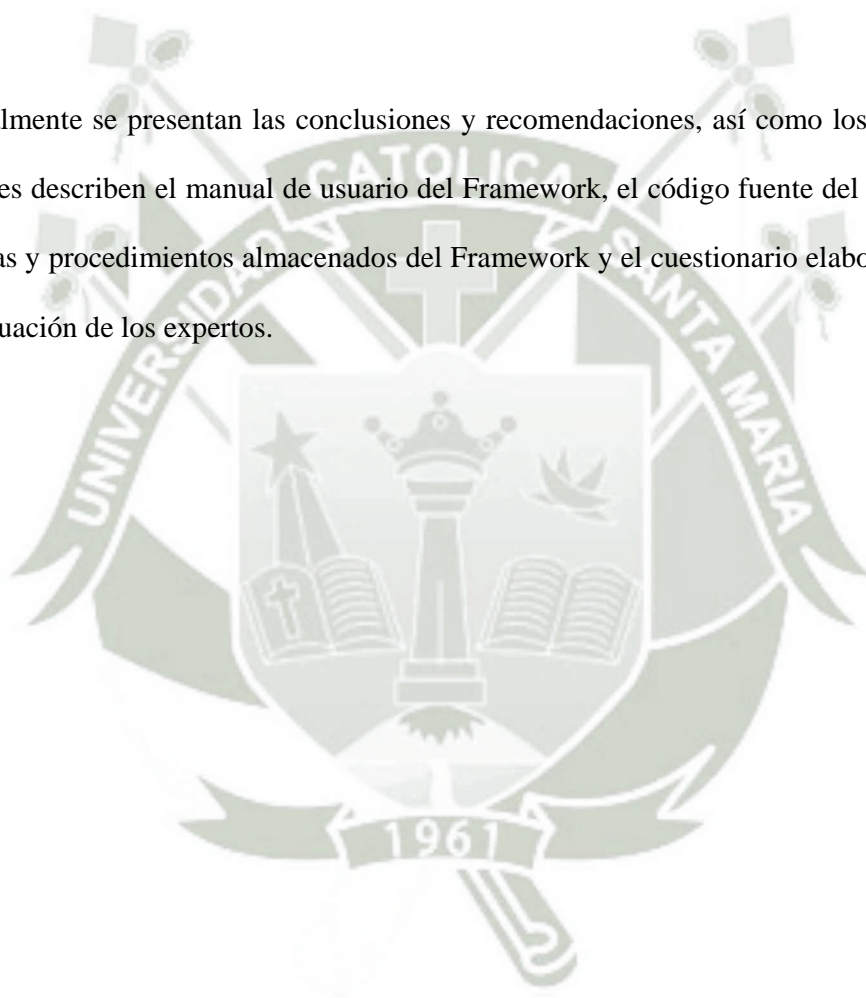 almente se presentan las conclusiones y recomendaciones, así como los
es describen el manual de usuario del Framework, el código fuente del
as y procedimientos almacenados del Framework y el cuestionario elabo
uación de los expertos.
UNIVERSIDAD CATOLICA SANTA MARIA
1961